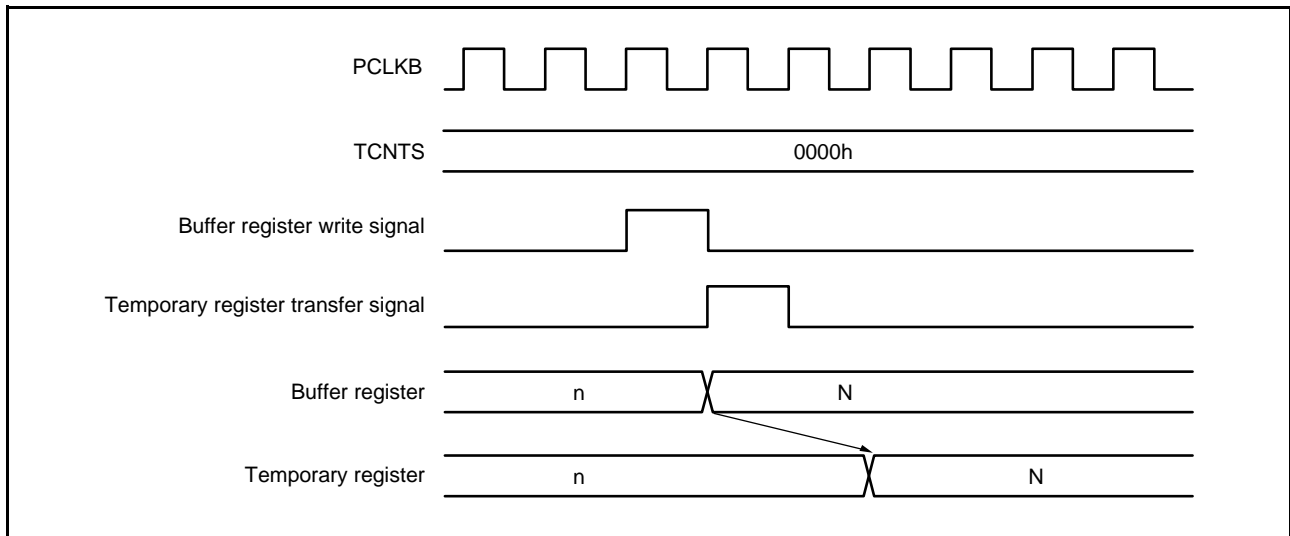 PCLKB
TCNTS
0000h
Buffer register write signal
Temporary register transfer signal
Buffer register
n
N
Temporary register
n
N